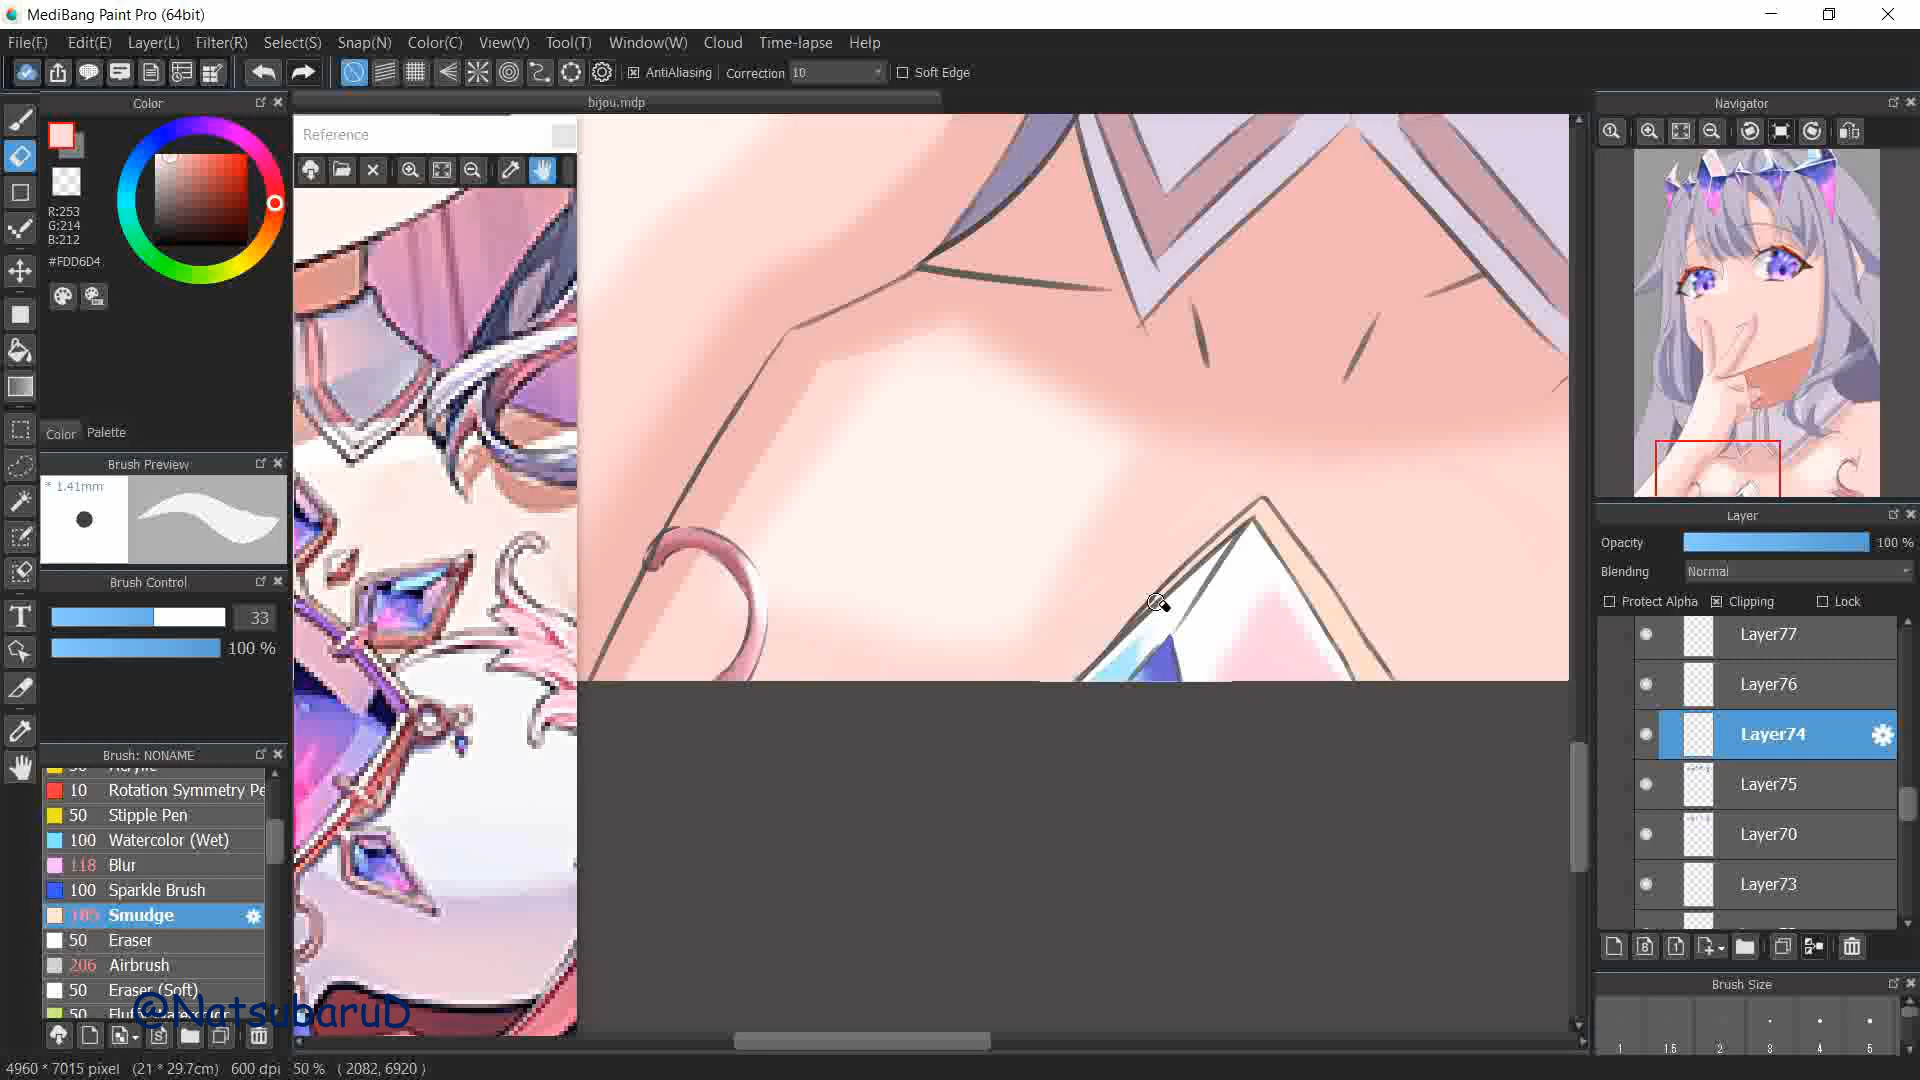 MediBang Paint Pro (64bit)
File(F) Edit(E) Layer(L) Filter(R) Select(S) Snap(N) Color(C) View(V) Tool(T) Window(W) Cloud Time-lapse Help
AntiAliasing Correction 10 Soft Edge
Color
bijou.mdp
Navigator
Reference
R:253
G:214
B:212
#FDD6D4
Color Palette
Brush Preview
* 1.41mm
Brush Control
33
100 %
Brush: NONAME
10 Rotation Symmetry Pe
50 Stipple Pen
100 Watercolor (Wet)
118 Blur
100 Sparkle Brush
Smudge
50 Eraser
206 Airbrush
50 Eraser (Soft)
50
@NatsubaruD
Layer
Opacity 100 %
Blending Normal
Protect Alpha Clipping Lock
Layer77
Layer76
Layer74
Layer75
Layer70
Layer73
Brush Size
1 1.5 2 3 4 5
4960 * 7015 pixel (21 * 29.7cm) 600 dpi 50 % ( 2082, 6920 )